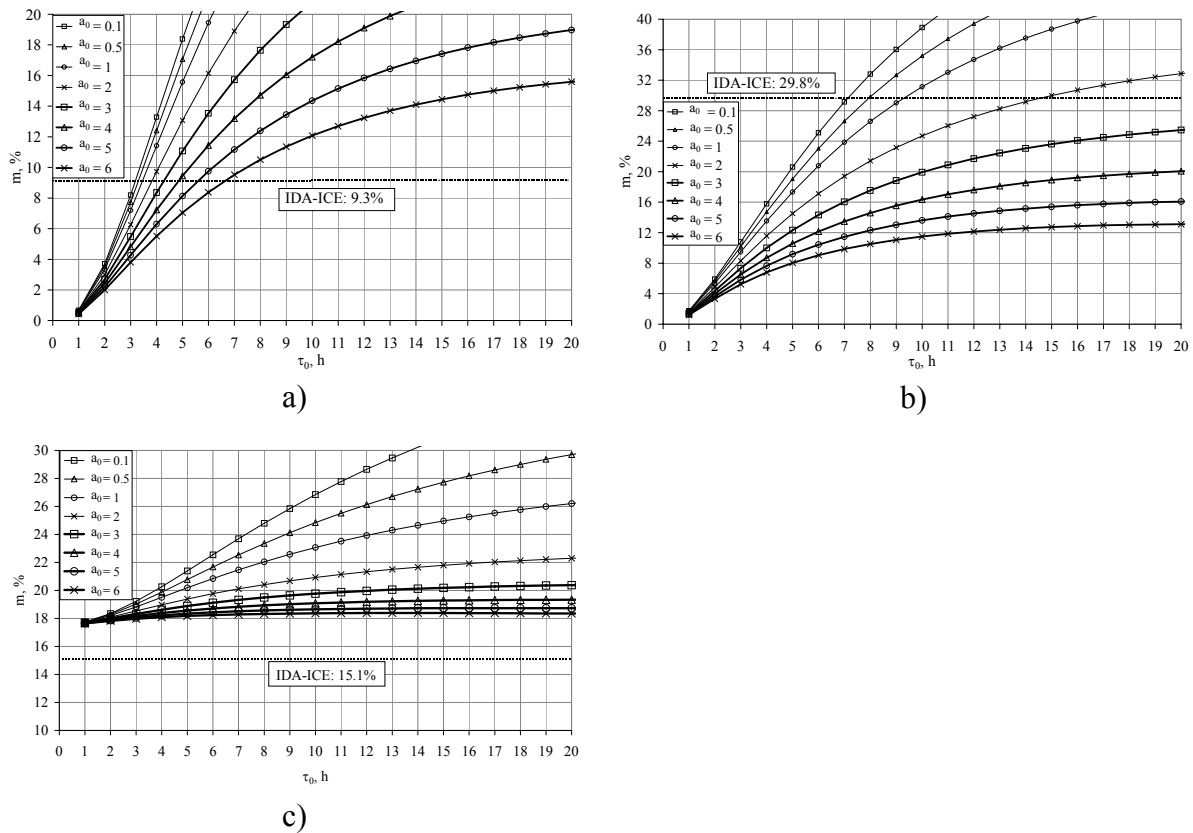 m, %
20
18
16
14
12
10
8
6
4
2
0
a0 = 0.1
a0 = 0.5
a0 = 1
a0 = 2
a0 = 3
a0 = 4
a0 = 5
a0 = 6
IDA-ICE: 9.3%
0 1 2 3 4 5 6 7 8 9 10 11 12 13 14 15 16 17 18 19 20
τ0, h
a)
m, %
40
36
32
28
24
20
16
12
8
4
0
IDA-ICE: 29.8%
a0 = 0.1
a0 = 0.5
a0 = 1
a0 = 2
a0 = 3
a0 = 4
a0 = 5
a0 = 6
0 1 2 3 4 5 6 7 8 9 10 11 12 13 14 15 16 17 18 19 20
τ0, h
b)
m, %
30
28
26
24
22
20
18
16
14
12
10
a0 = 0.1
a0 = 0.5
a0 = 1
a0 = 2
a0 = 3
a0 = 4
a0 = 5
a0 = 6
IDA-ICE: 15.1%
0 1 2 3 4 5 6 7 8 9 10 11 12 13 14 15 16 17 18 19 20
τ0, h
c)